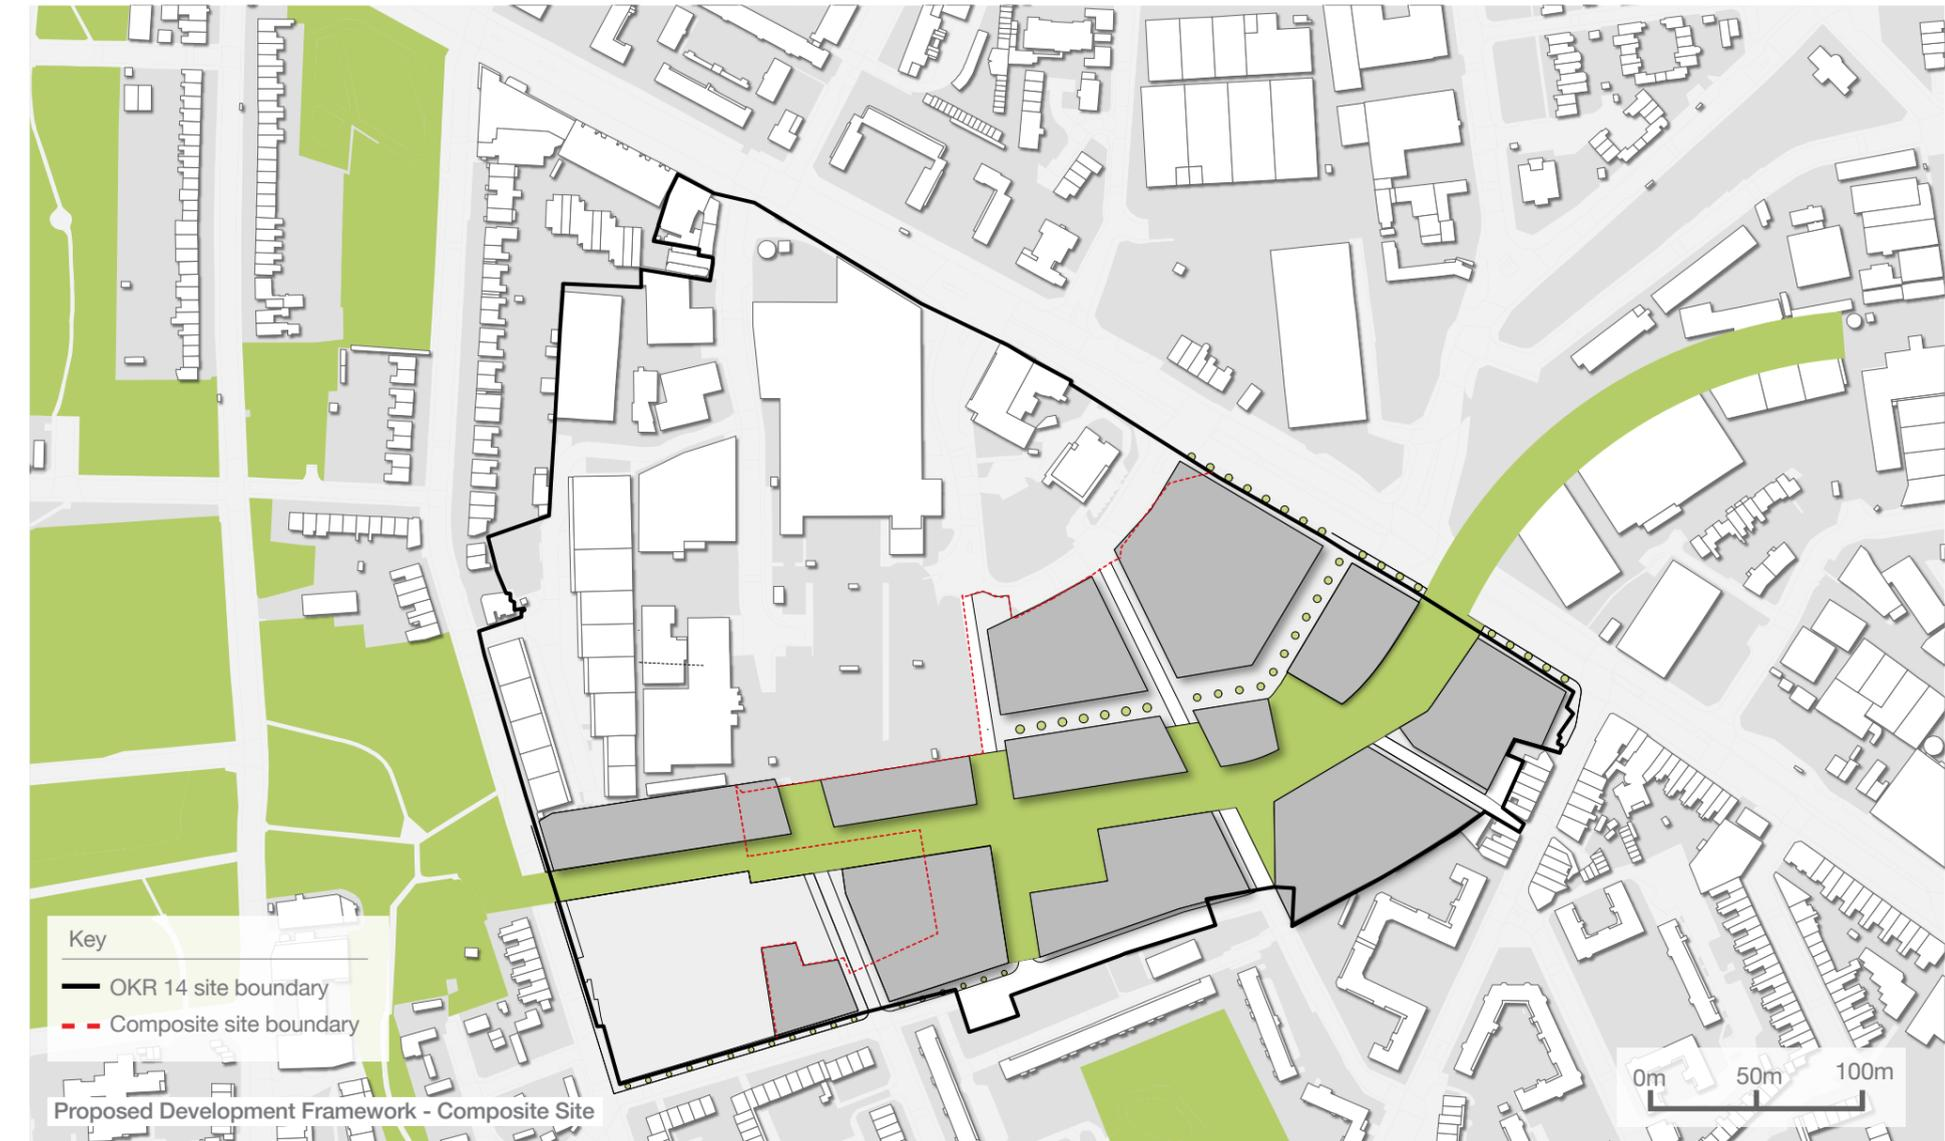 Key
OKR 14 site boundary
Composite site boundary
0m 50m 100m
Proposed Development Framework - Composite Site